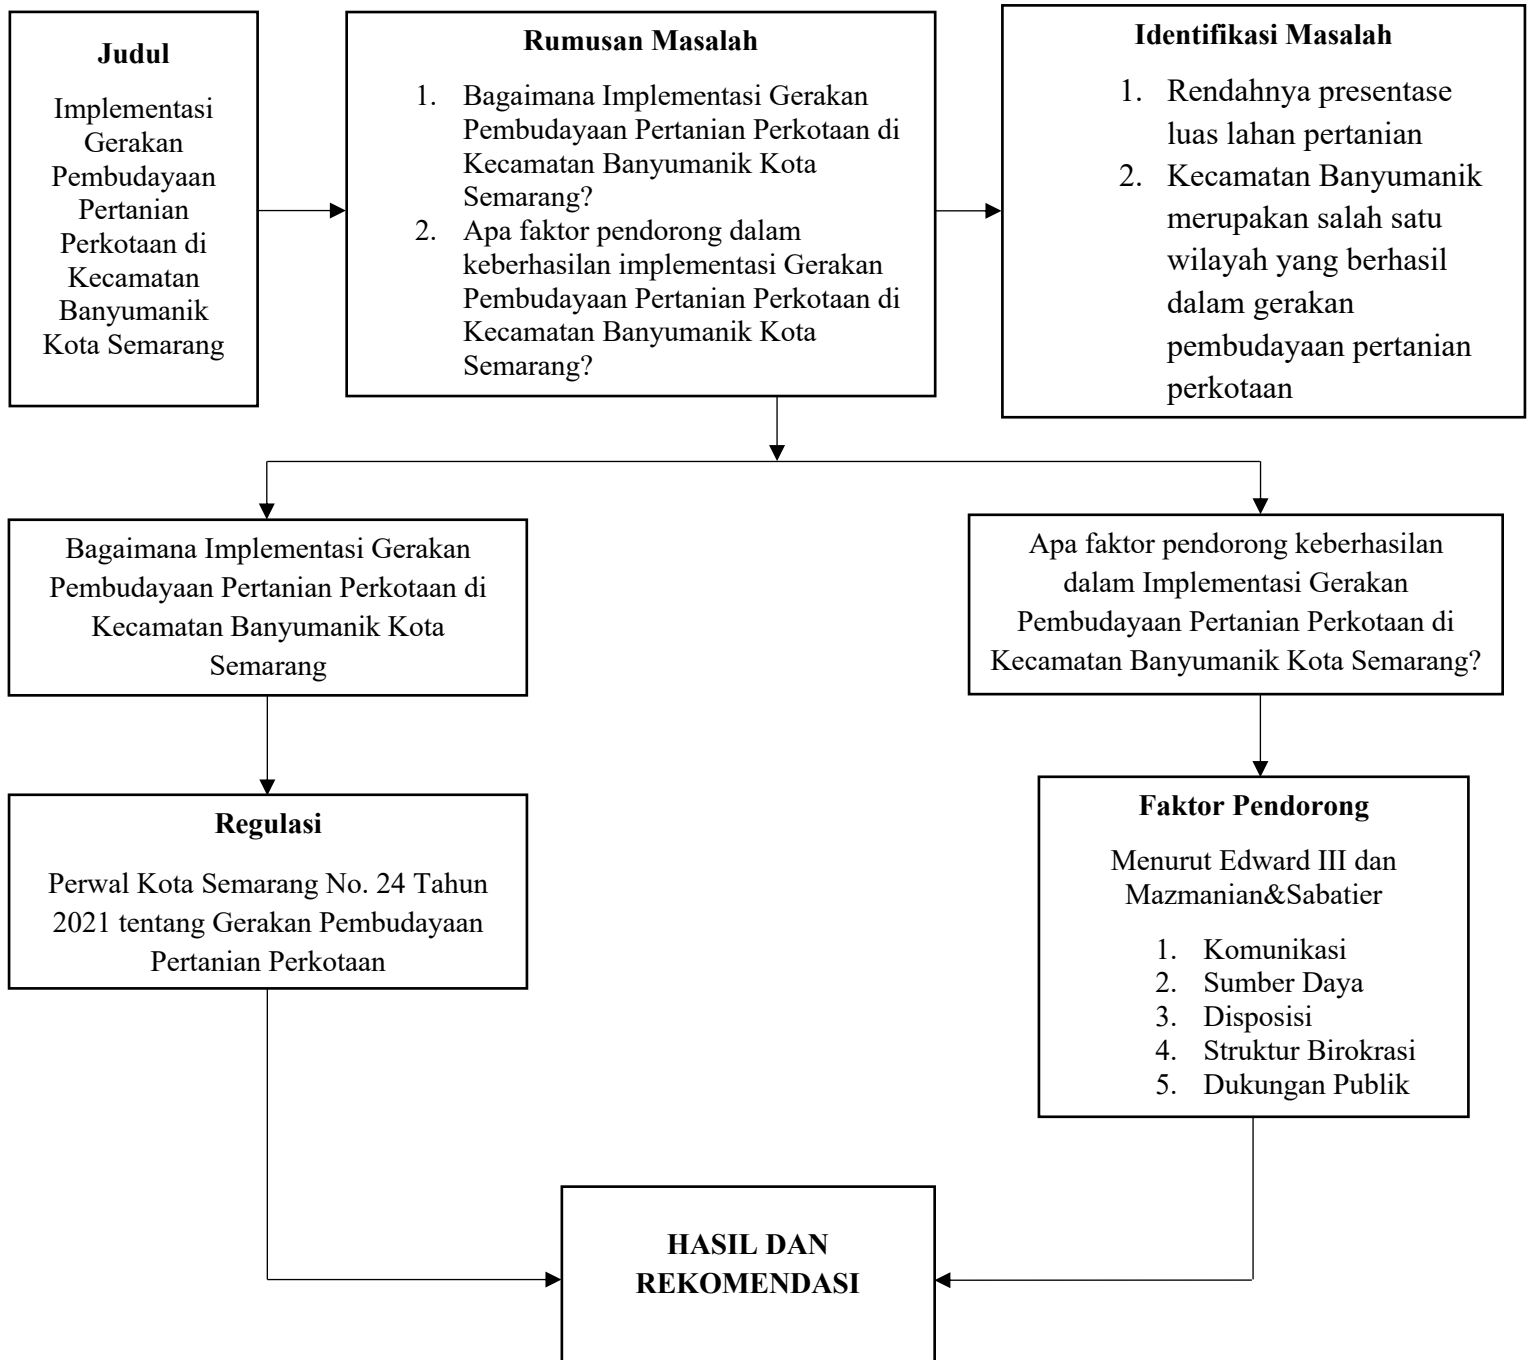 Judul
Implementasi
Gerakan
Pembudayaan
Pertanian
Perkotaan di
Kecamatan
Banyumanik
Kota Semarang
Rumusan Masalah
1. Bagaimana Implementasi Gerakan
Pembudayaan Pertanian Perkotaan di
Kecamatan Banyumanik Kota
Semarang?
2. Apa faktor pendorong dalam
keberhasilan implementasi Gerakan
Pembudayaan Pertanian Perkotaan di
Kecamatan Banyumanik Kota
Semarang?
Identifikasi Masalah
1. Rendahnya presentase
luas lahan pertanian
2. Kecamatan Banyumanik
merupakan salah satu
wilayah yang berhasil
dalam gerakan
pembudayaan pertanian
perkotaan
Bagaimana Implementasi Gerakan
Pembudayaan Pertanian Perkotaan di
Kecamatan Banyumanik Kota
Semarang
Apa faktor pendorong keberhasilan
dalam Implementasi Gerakan
Pembudayaan Pertanian Perkotaan di
Kecamatan Banyumanik Kota Semarang?
Regulasi
Perwal Kota Semarang No. 24 Tahun
2021 tentang Gerakan Pembudayaan
Pertanian Perkotaan
Faktor Pendorong
Menurut Edward III dan
Mazmanian&Sabatier
1. Komunikasi
2. Sumber Daya
3. Disposisi
4. Struktur Birokrasi
5. Dukungan Publik
HASIL DAN
REKOMENDASI